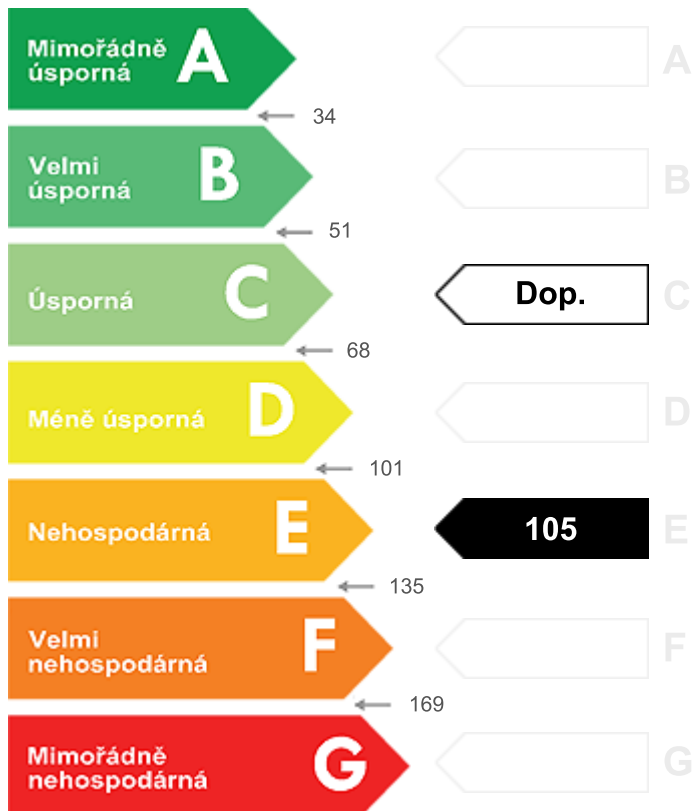 Mimořádně
úsporná
A
A
34
Velmi
úsporná
B
B
51
Úsporná
C
Dop.
C
68
Méně úsporná
D
D
101
Nehospodárná
E
105
E
135
Velmi
nehospodárná
F
F
169
Mimořádně
nehospodárná
G
G